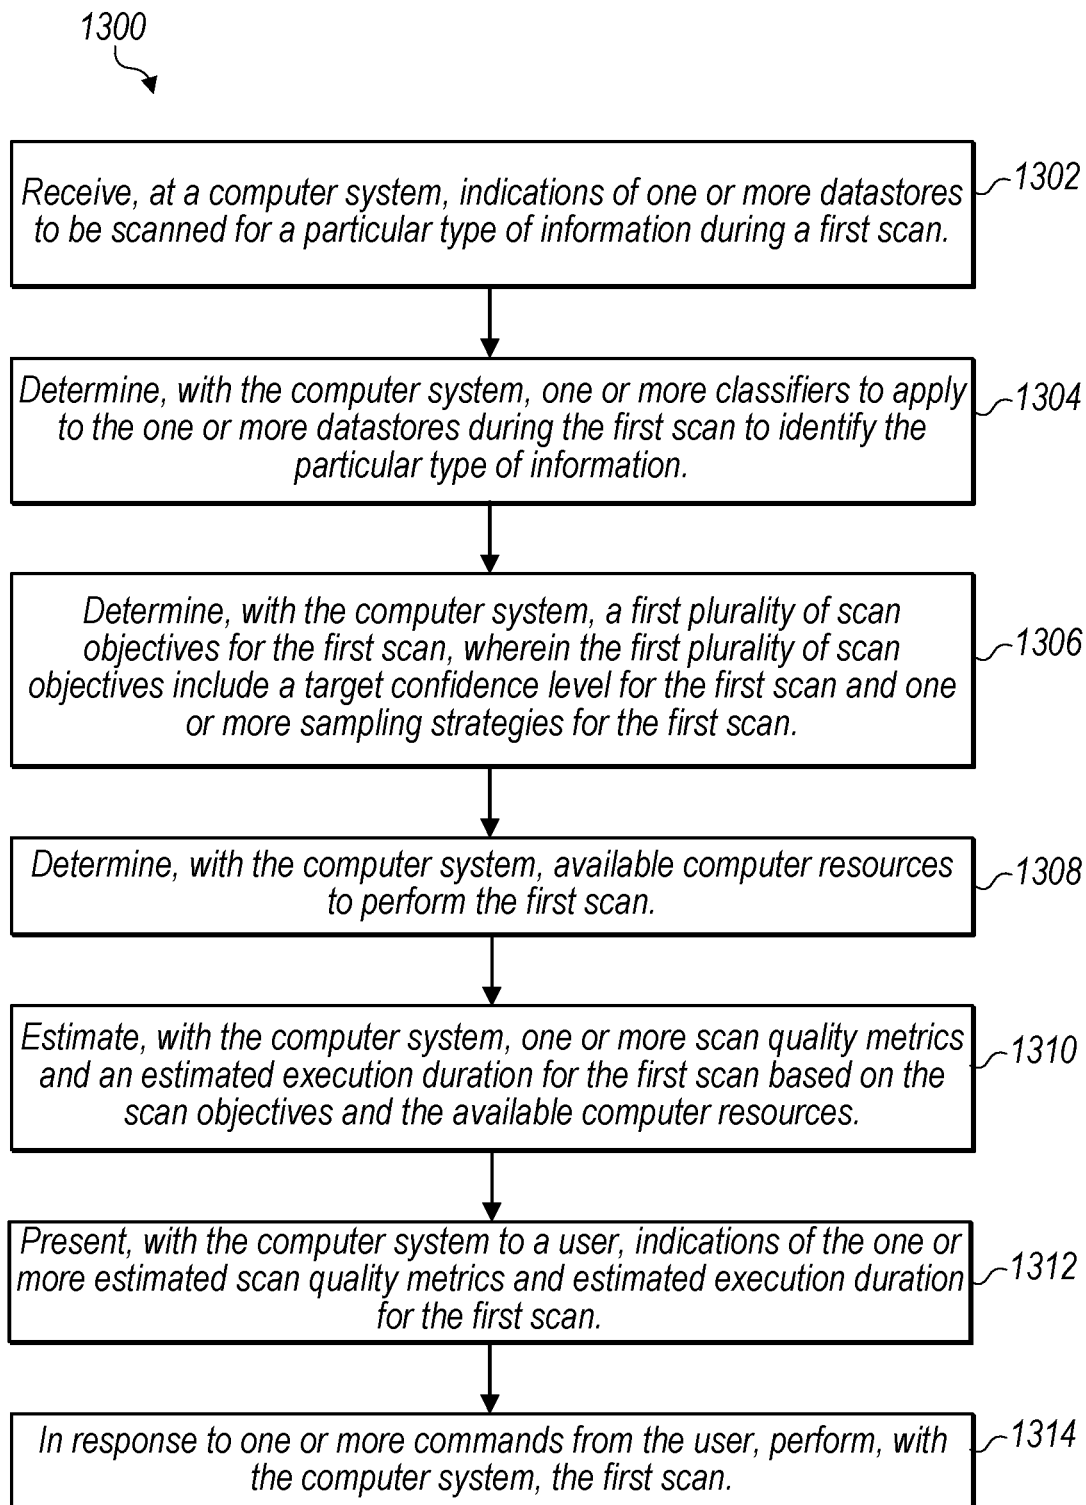 1300
Receive, at a computer system, indications of one or more datastores
to be scanned for a particular type of information during a first scan.
1302
Determine, with the computer system, one or more classifiers to apply
to the one or more datastores during the first scan to identify the
particular type of information.
1304
Determine, with the computer system, a first plurality of scan
objectives for the first scan, wherein the first plurality of scan
objectives include a target confidence level for the first scan and one
or more sampling strategies for the first scan.
1306
Determine, with the computer system, available computer resources
to perform the first scan.
1308
Estimate, with the computer system, one or more scan quality metrics
and an estimated execution duration for the first scan based on the
scan objectives and the available computer resources.
1310
Present, with the computer system to a user, indications of the one or
more estimated scan quality metrics and estimated execution duration
for the first scan.
1312
In response to one or more commands from the user, perform, with
the computer system, the first scan.
1314